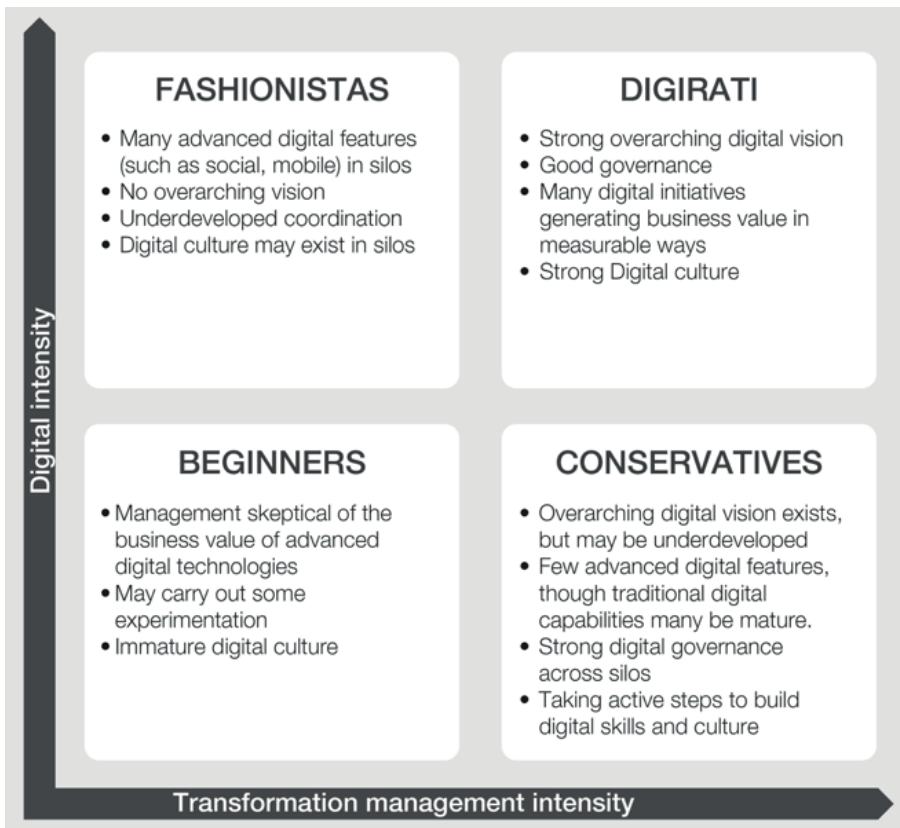 FASHIONISTAS
• Many advanced digital features
(such as social, mobile) in silos
• No overarching vision
• Underdeveloped coordination
• Digital culture may exist in silos
DIGIRATI
• Strong overarching digital vision
• Good governance
• Many digital initiatives
generating business value in
measurable ways
• Strong Digital culture
Digital intensity
BEGINNERS
• Management skeptical of the
business value of advanced
digital technologies
• May carry out some
experimentation
• Immature digital culture
CONSERVATIVES
• Overarching digital vision exists,
but may be underdeveloped
• Few advanced digital features,
though traditional digital
capabilities many be mature.
• Strong digital governance
across silos
• Taking active steps to build
digital skills and culture
Transformation management intensity